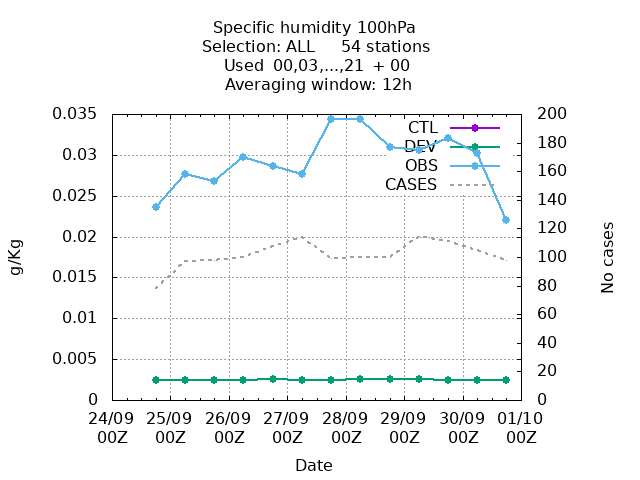 Specific humidity 100hPa
Selection: ALL 54 stations
Used 00,03,...,21 + 00
Averaging window: 12h
0.035
0.03
0.025
0.02
0.015
0.01
0.005
0
200
180
160
140
120
100
80
60
40
20
0
CTL
DEV
OBS
CASES
g/Kg
No cases
24/09 00Z
25/09 00Z
26/09 00Z
27/09 00Z
28/09 00Z
29/09 00Z
30/09 00Z
01/10 00Z
Date